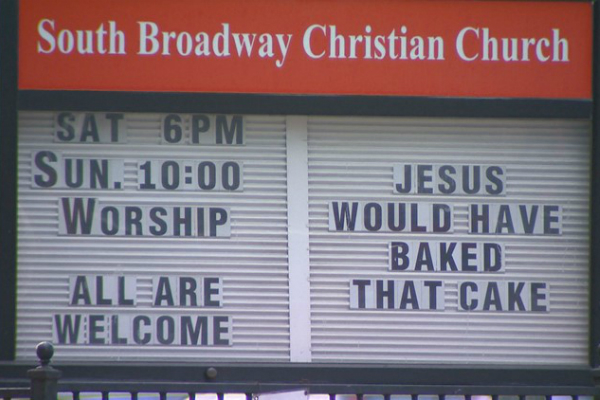 South Broadway Christian Church
SAT 6PM
SUN. 10:00
WORSHIP
ALL ARE
WELCOME
JESUS
WOULD HAVE
BAKED
THAT CAKE